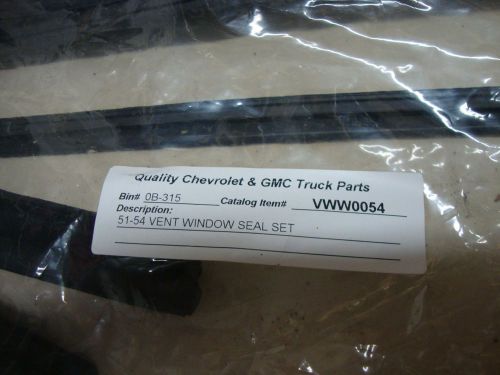 Quality Chevrolet & GMC Truck Parts
Bin# 0B-315 Catalog Item# VWW0054
Description:
51-54 VENT WINDOW SEAL SET